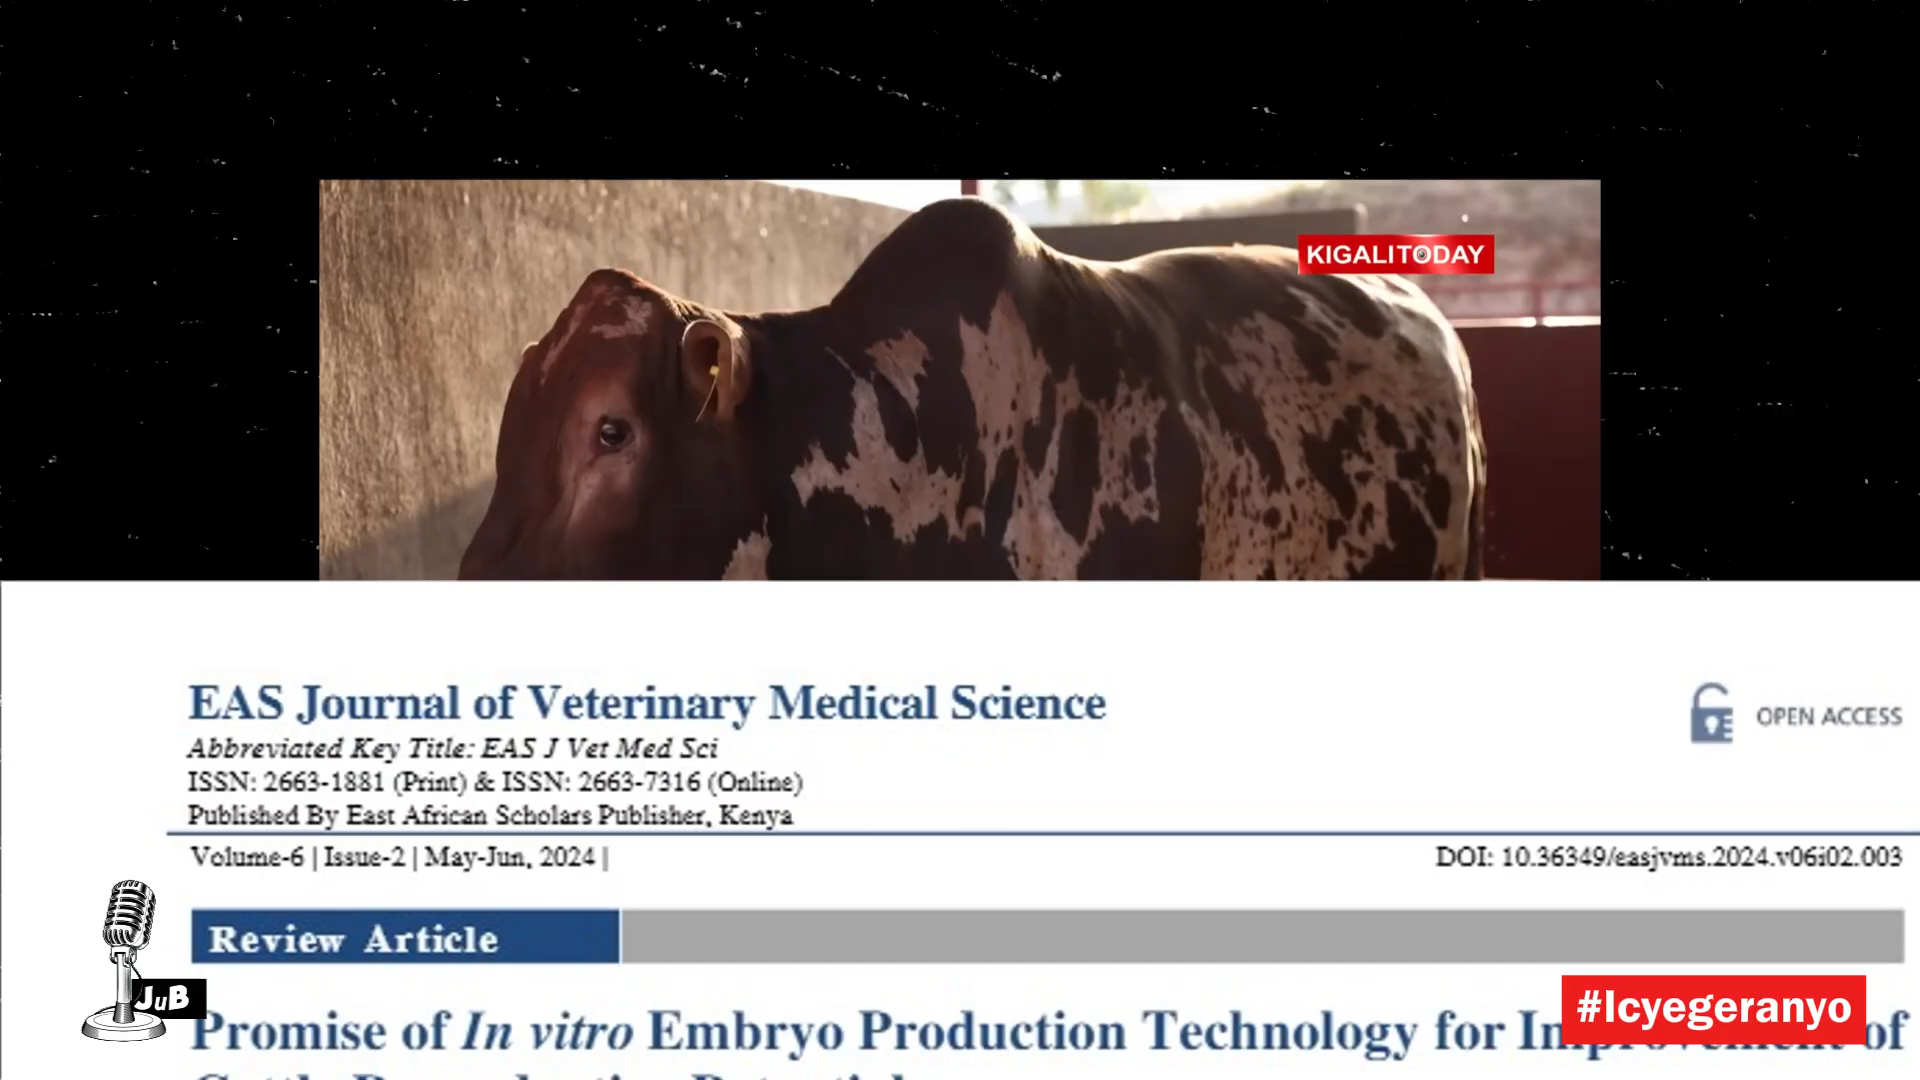 KIGALITODAY
EAS Journal of Veterinary Medical Science
OPEN ACCESS
Abbreviated Key Title: EAS J Vet Med Sci
ISSN: 2663-1881 (Print) & ISSN: 2663-7316 (Online)
Published By East African Scholars Publisher, Kenya
Volume-6 | Issue-2 | May-Jun, 2024 |
DOI: 10.36349/easjvms.2024.v06i02.003
Review Article
JuB
#Icyegeranyo
Promise of In vitro Embryo Production Technology for Improvement of